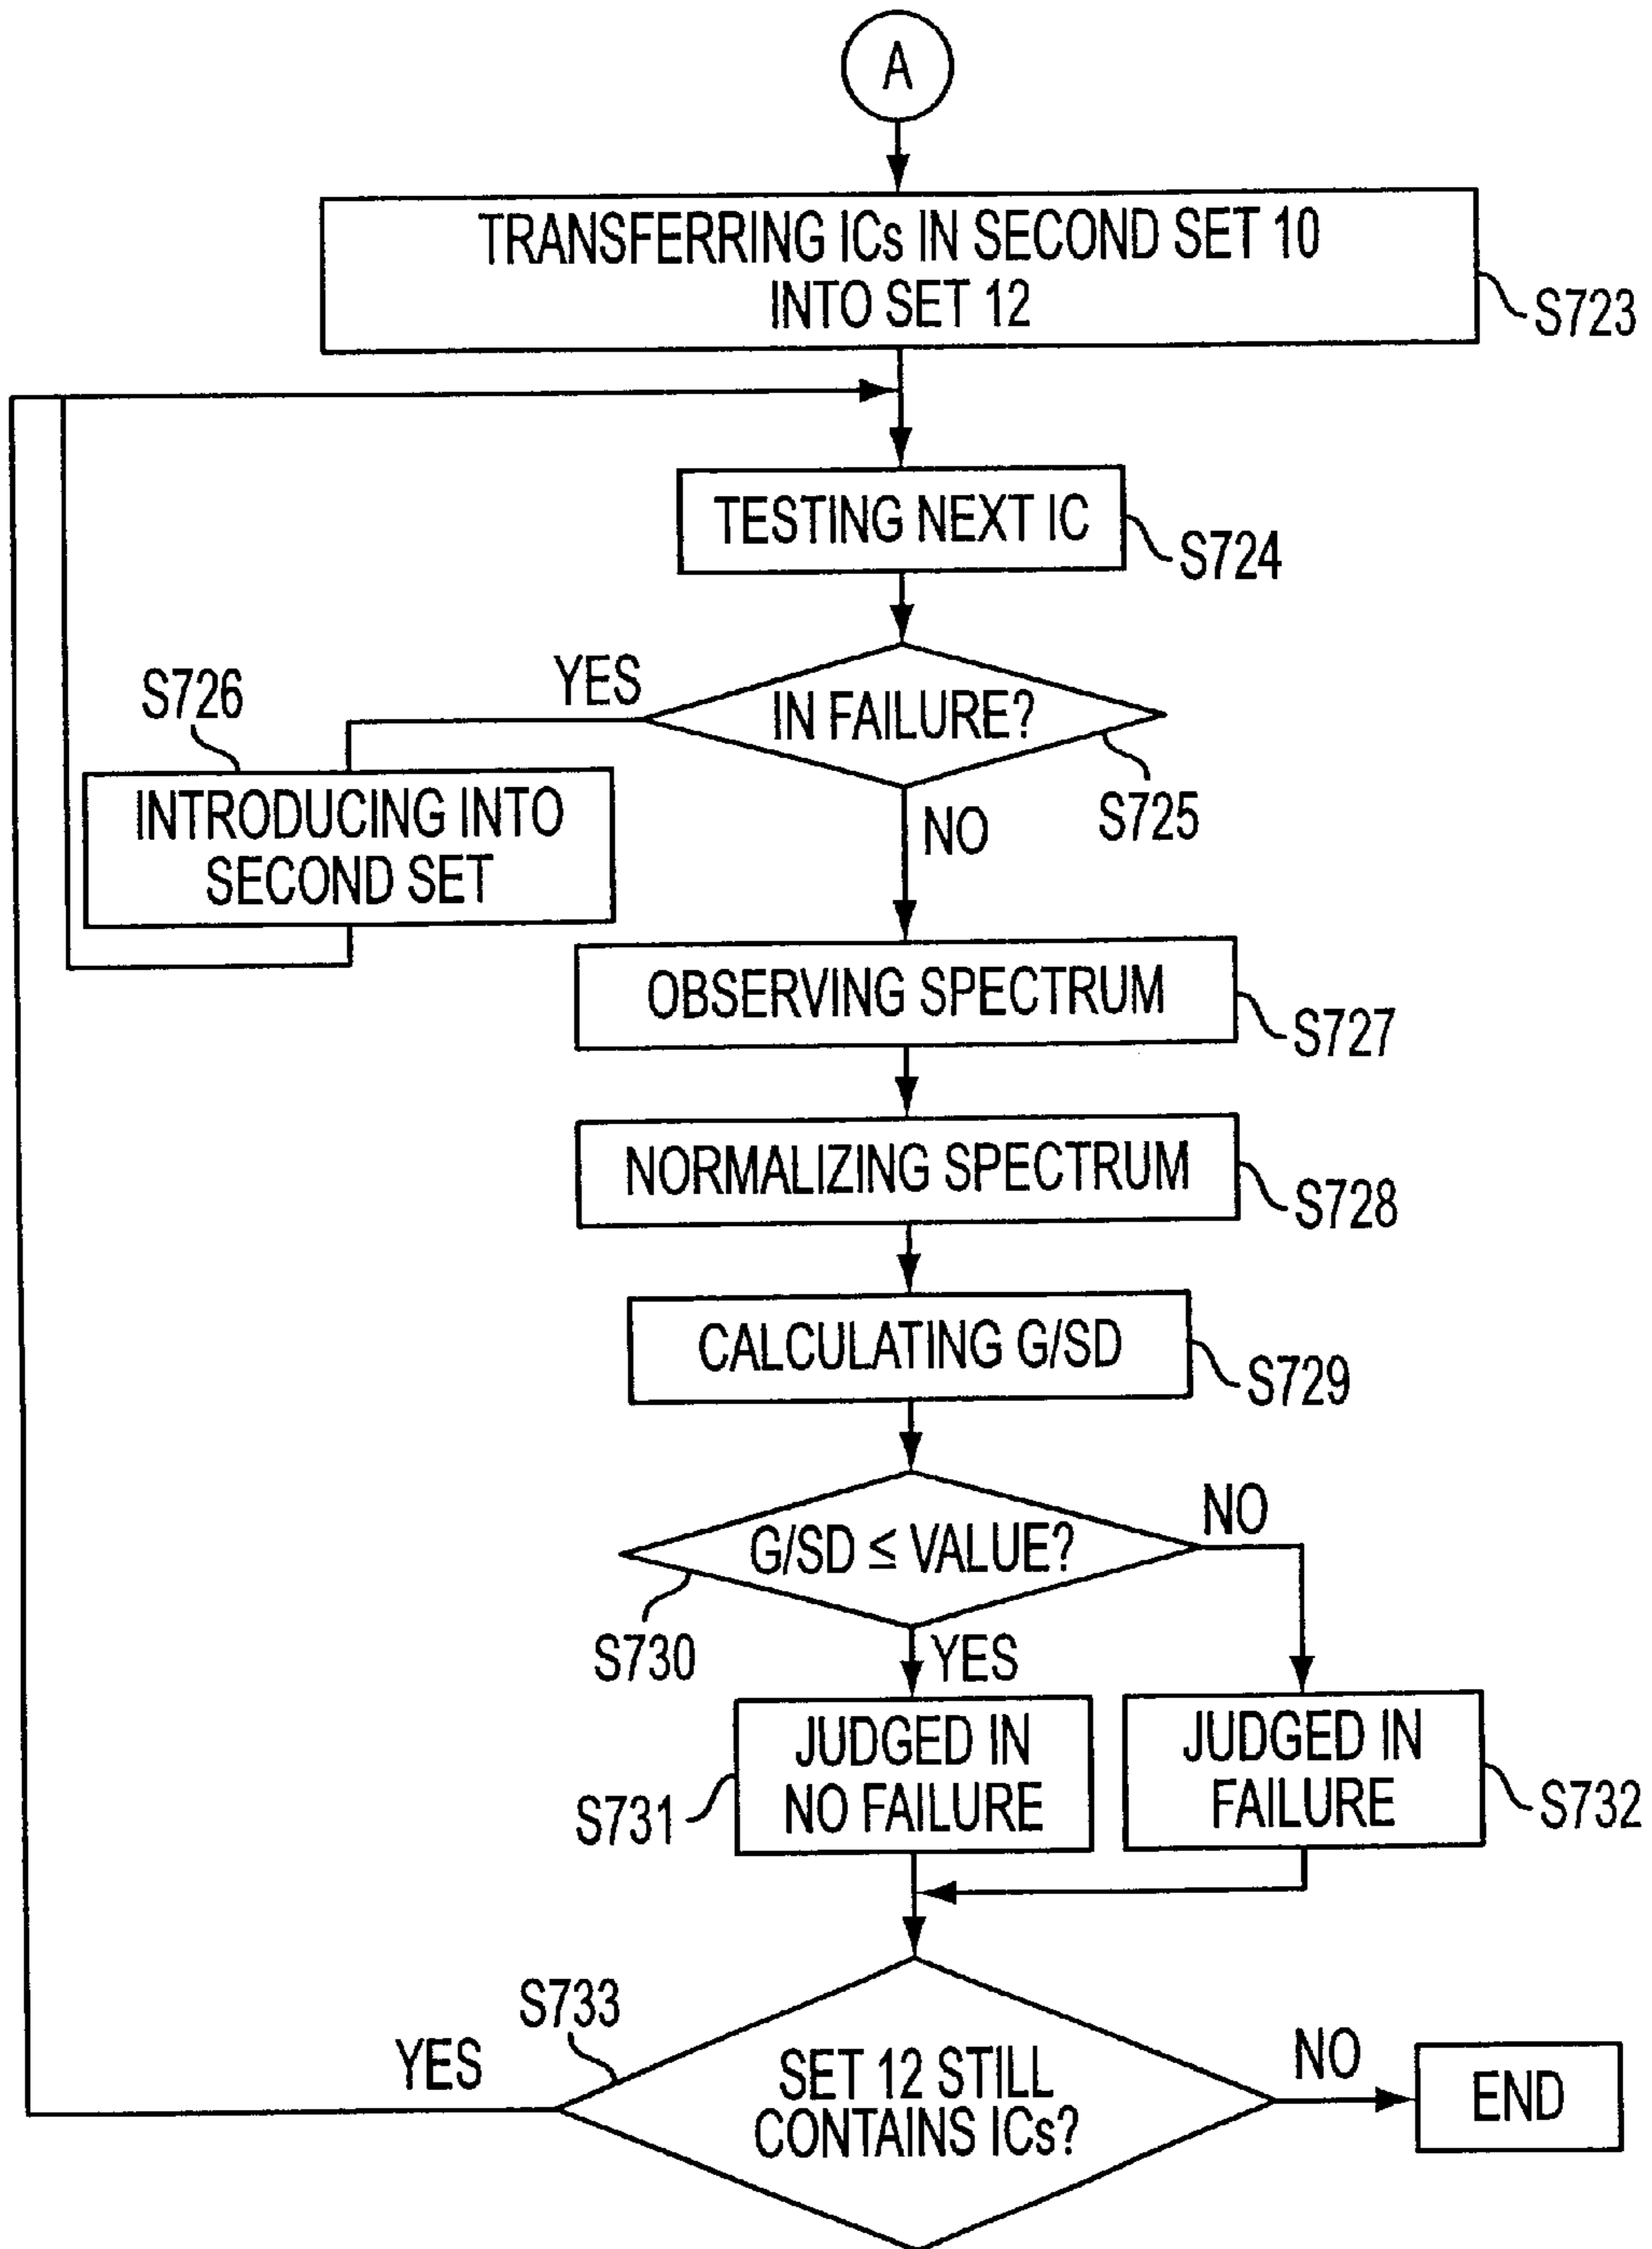 A
TRANSFERRING ICs IN SECOND SET 10
INTO SET 12
S723
TESTING NEXT IC
S724
IN FAILURE?
YES
S725
NO
S726
INTRODUCING INTO
SECOND SET
OBSERVING SPECTRUM
S727
NORMALIZING SPECTRUM
S728
CALCULATING G/SD
S729
G/SD ≤ VALUE?
NO
S730
YES
JUDGED IN
NO FAILURE
S731
JUDGED IN
FAILURE
S732
S733
YES
SET 12 STILL
CONTAINS ICs?
NO
END